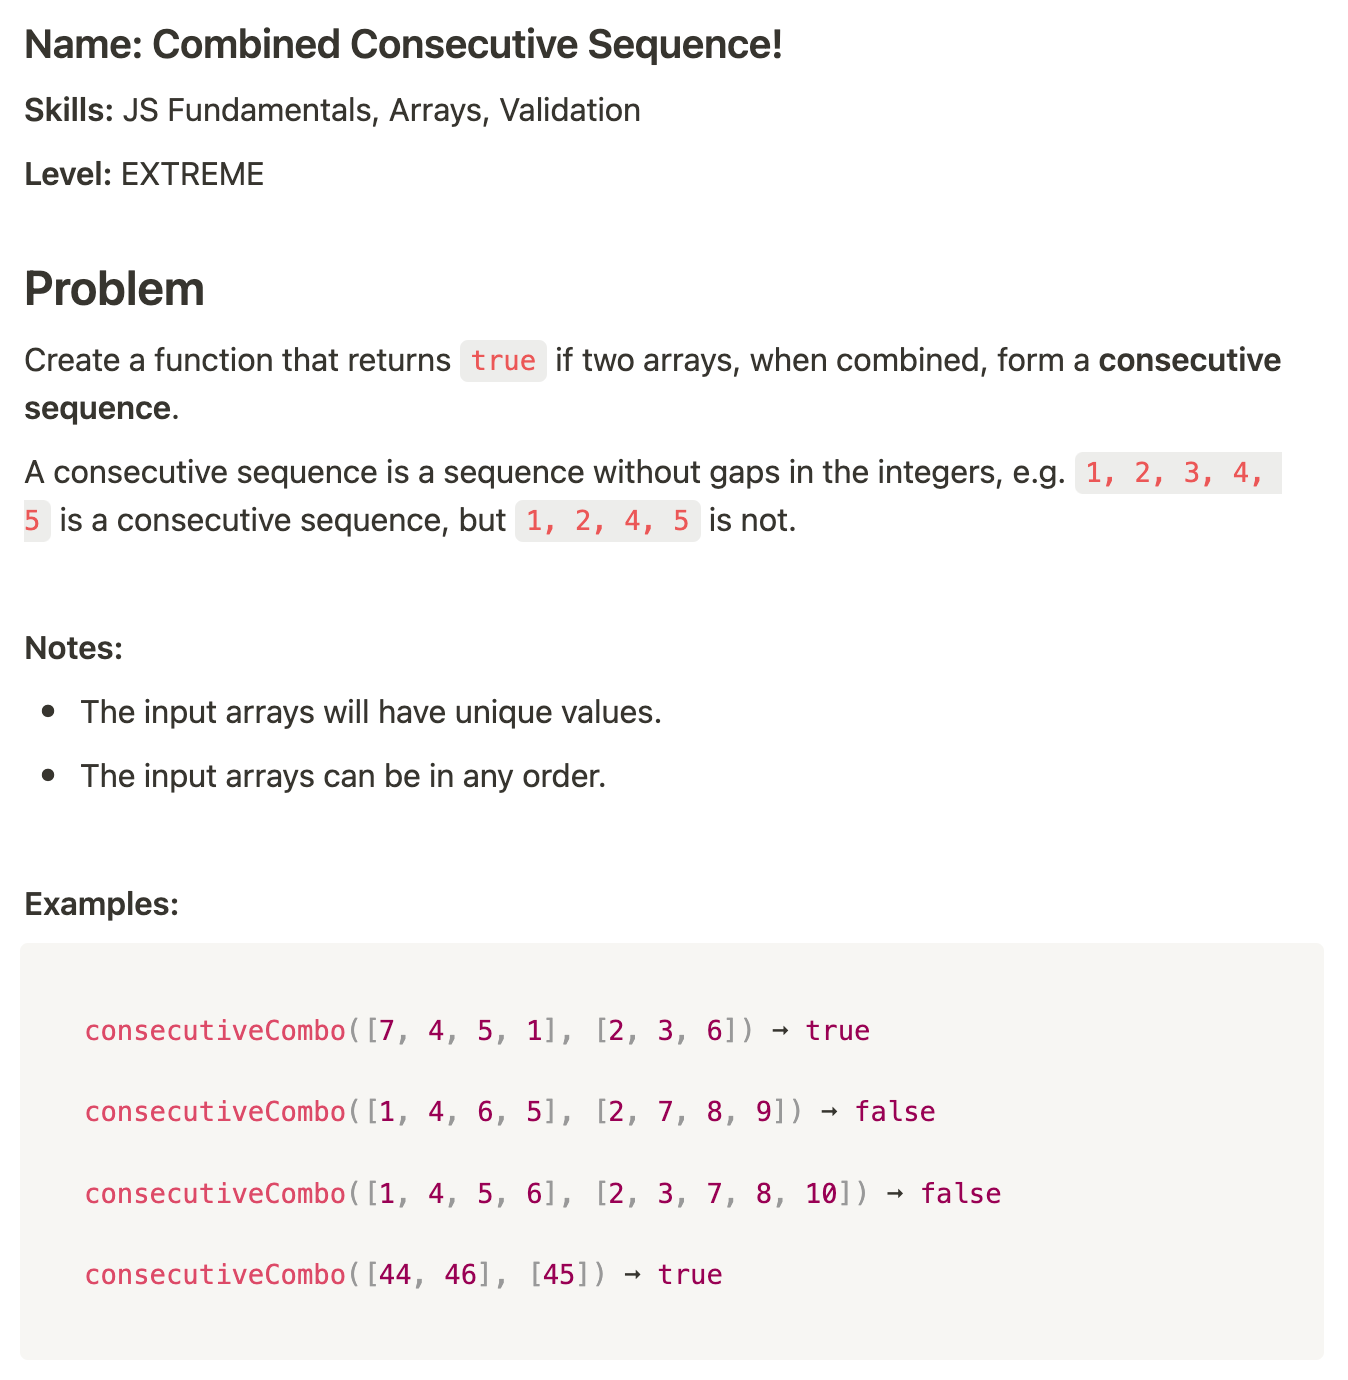 Name: Combined Consecutive Sequence!
Skills: JS Fundamentals, Arrays, Validation
Level: EXTREME
Problem
Create a function that returns true if two arrays, when combined, form a consecutive
sequence.
A consecutive sequence is a sequence without gaps in the integers, e.g. 1, 2, 3, 4,
5 is a consecutive sequence, but 1, 2, 4, 5 is not.
Notes:
• The input arrays will have unique values.
• The input arrays can be in any order.
Examples:
consecutiveCombo([7, 4, 5, 1], [2, 3, 6]) → true
consecutiveCombo([1, 4, 6, 5], [2, 7, 8, 9]) → false
consecutiveCombo([1, 4, 5, 6], [2, 3, 7, 8, 10]) → false
consecutiveCombo([44, 46], [45]) → true